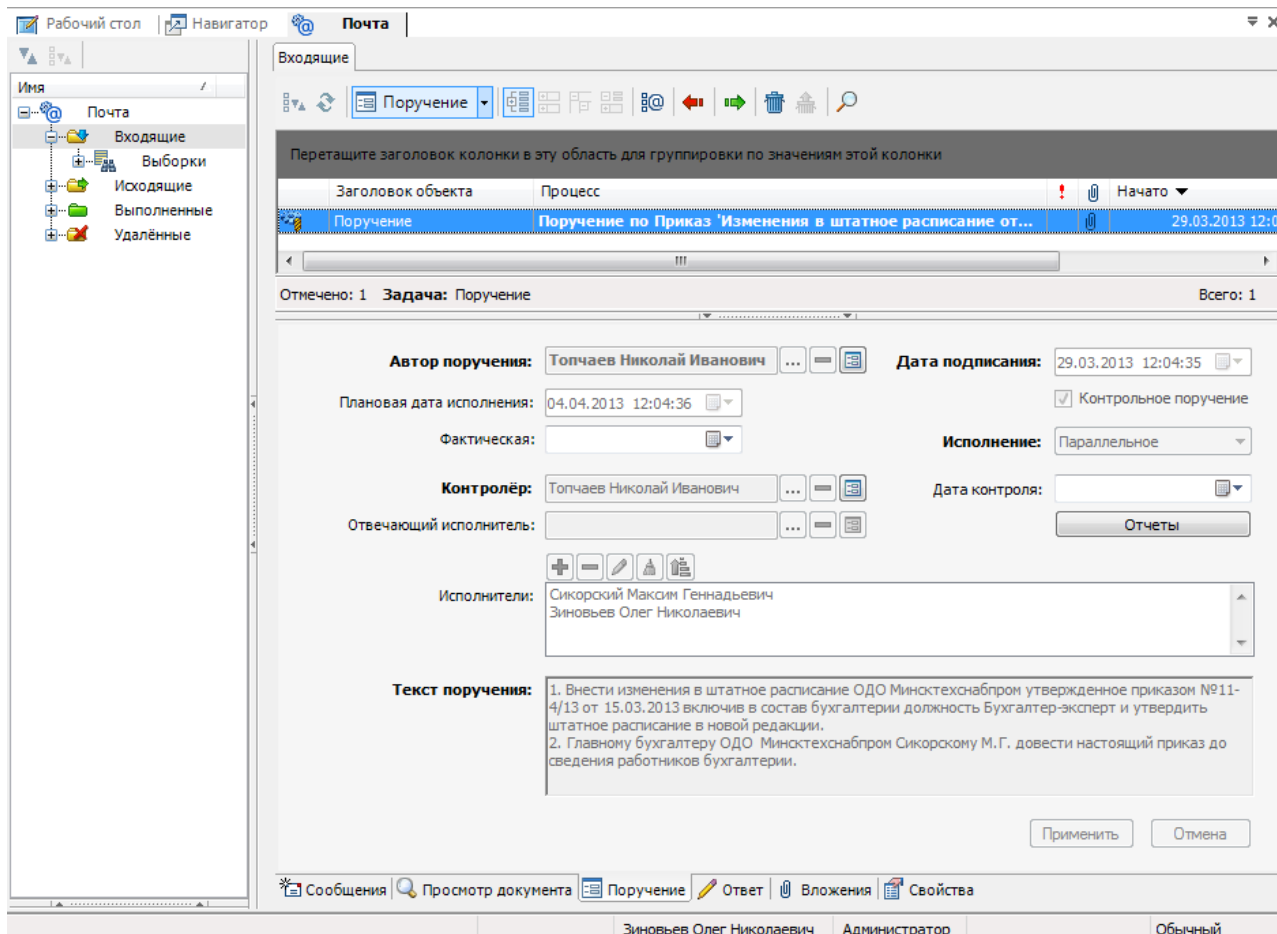 Рабочий стол Навигатор Почта
Входящие
Имя
Почта
Входящие
Выборки
Исходящие
Выполненные
Удалённые
Поручение
Перетащите заголовок колонки в эту область для группировки по значениям этой колонки
Заголовок объекта Процесс Начато
Поручение Поручение по Приказ 'Изменения в штатное расписание от... 29.03.2013 12:0
Отмечено: 1 Задача: Поручение Всего: 1
Автор поручения: Топчаев Николай Иванович Дата подписания: 29.03.2013 12:04:35
Плановая дата исполнения: 04.04.2013 12:04:36 Контрольное поручение
Фактическая: Исполнение: Параллельное
Контролёр: Топчаев Николай Иванович Дата контроля:
Отвечающий исполнитель: Отчеты
Исполнители: Сикорский Максим Геннадьевич
Зиновьев Олег Николаевич
Текст поручения: 1. Внести изменения в штатное расписание ОДО Минсктехснабпром утвержденное приказом №11-
4/13 от 15.03.2013 включив в состав бухгалтерии должность Бухгалтер-эксперт и утвердить
штатное расписание в новой редакции.
2. Главному бухгалтеру ОДО Минсктехснабпром Сикорскому М.Г. довести настоящий приказ до
сведения работников бухгалтерии.
Применить Отмена
Сообщения Просмотр документа Поручение Ответ Вложения Свойства
Зиновьев Олег Николаевич Администратор Обычный